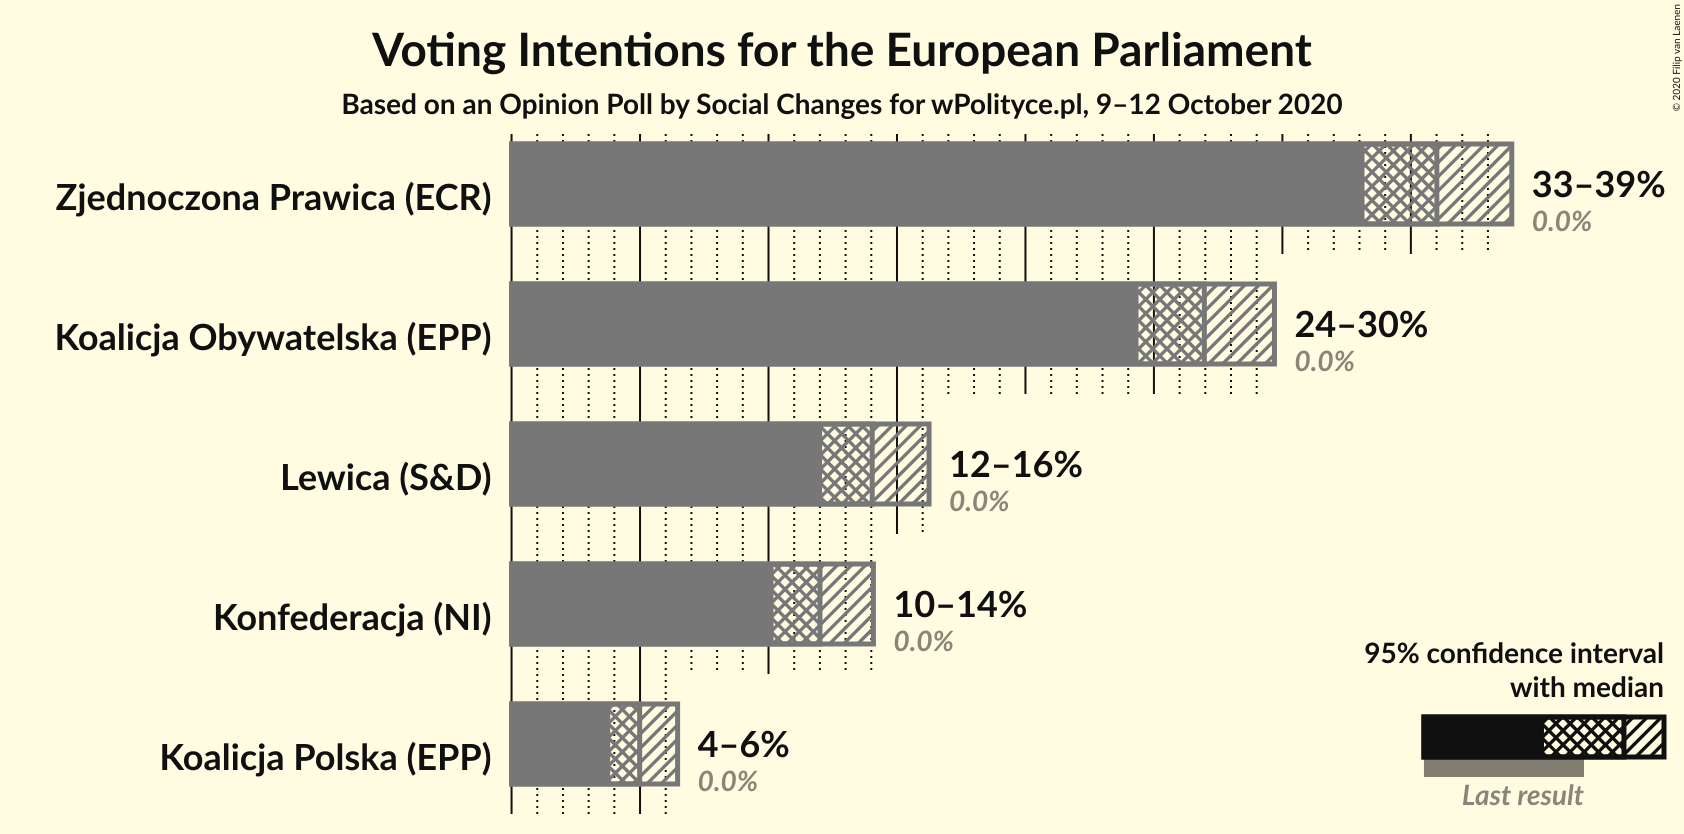 Voting Intentions for the European Parliament
Based on an Opinion Poll by Social Changes for wPolityce.pl, 9–12 October 2020
© 2020 Filip van Laenen
Zjednoczona Prawica (ECR)
33–39%
0.0%
Koalicja Obywatelska (EPP)
24–30%
0.0%
Lewica (S&D)
12–16%
0.0%
Konfederacja (NI)
10–14%
0.0%
Koalicja Polska (EPP)
4–6%
0.0%
95% confidence interval
with median
Last result